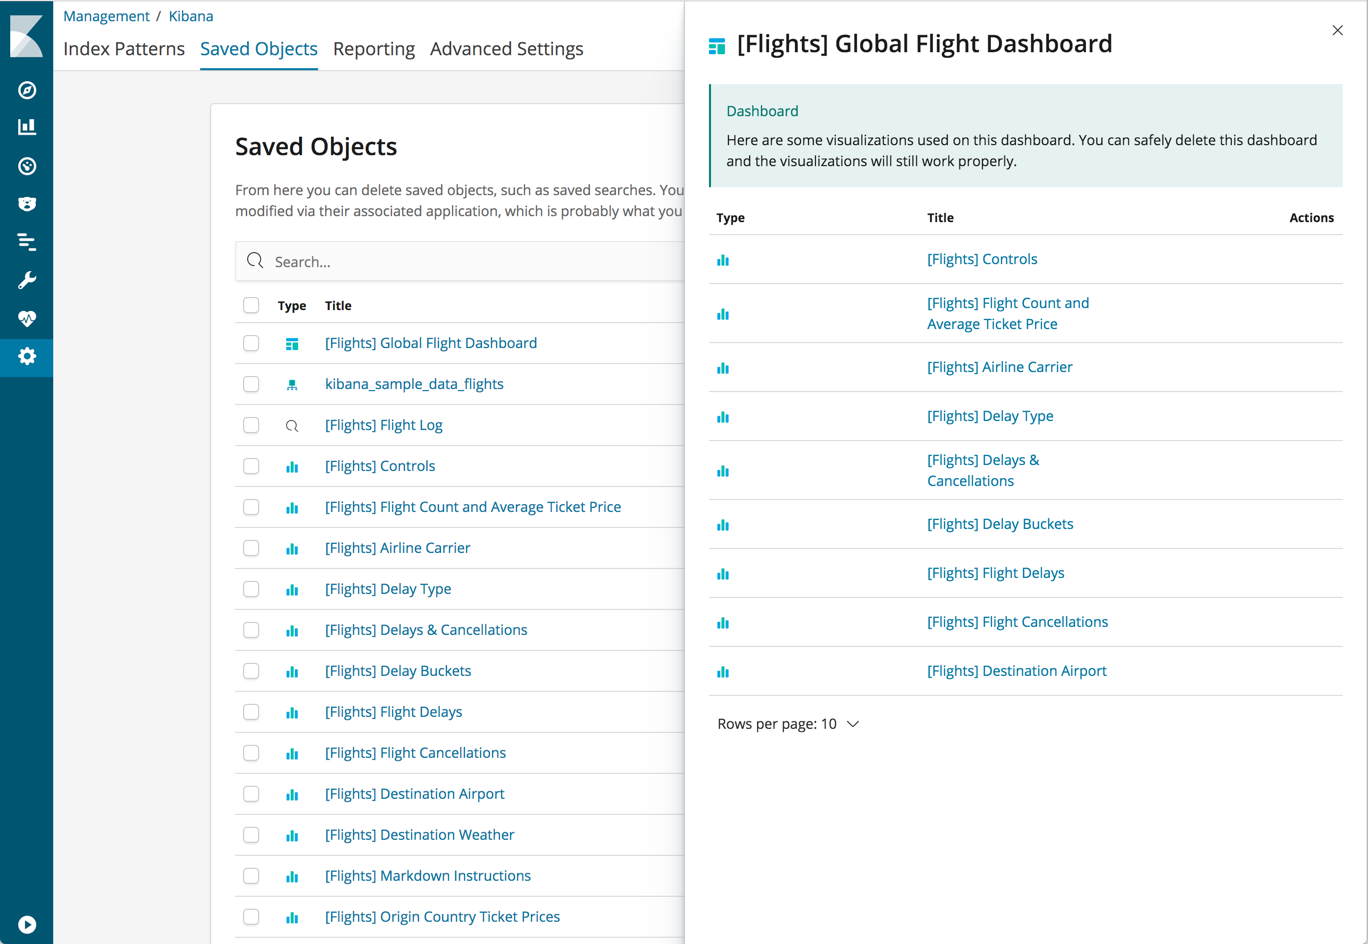 Management / Kibana
Index Patterns Saved Objects Reporting Advanced Settings
Saved Objects
From here you can delete saved objects, such as saved searches. You
modified via their associated application, which is probably what you
Search...
Type Title
[Flights] Global Flight Dashboard
kibana_sample_data_flights
[Flights] Flight Log
[Flights] Controls
[Flights] Flight Count and Average Ticket Price
[Flights] Airline Carrier
[Flights] Delay Type
[Flights] Delays & Cancellations
[Flights] Delay Buckets
[Flights] Flight Delays
[Flights] Flight Cancellations
[Flights] Destination Airport
[Flights] Destination Weather
[Flights] Markdown Instructions
[Flights] Origin Country Ticket Prices
[Flights] Global Flight Dashboard
Dashboard
Here are some visualizations used on this dashboard. You can safely delete this dashboard
and the visualizations will still work properly.
Type Title Actions
[Flights] Controls
[Flights] Flight Count and
Average Ticket Price
[Flights] Airline Carrier
[Flights] Delay Type
[Flights] Delays &
Cancellations
[Flights] Delay Buckets
[Flights] Flight Delays
[Flights] Flight Cancellations
[Flights] Destination Airport
Rows per page: 10